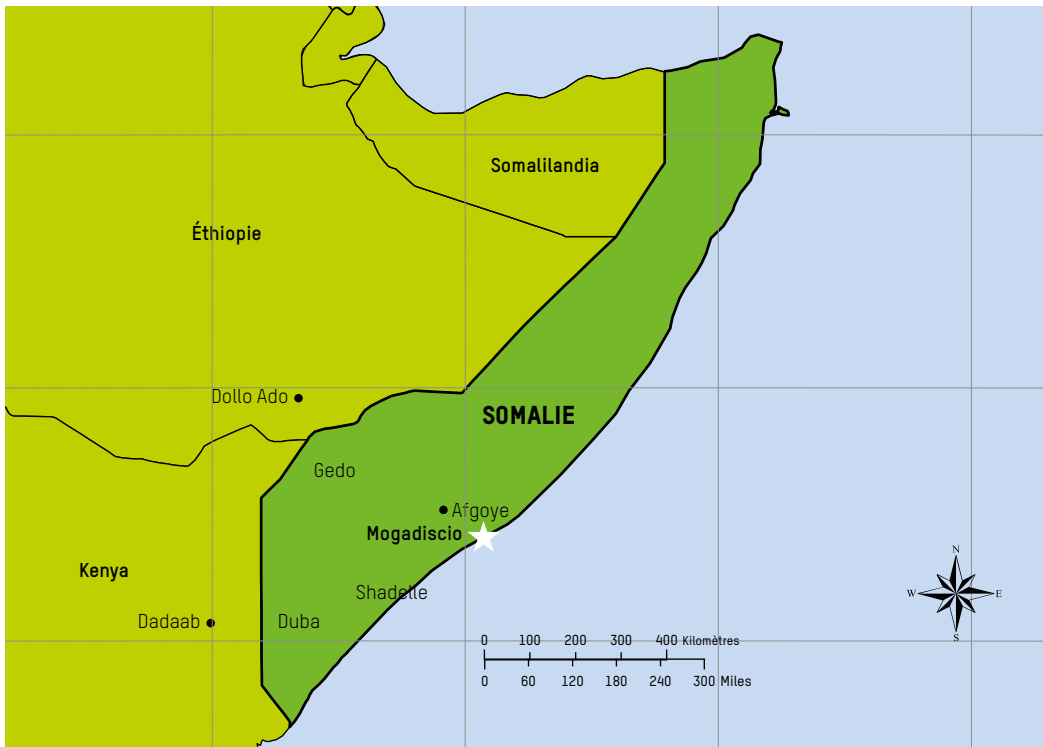 Somalilandia
Éthiopie
Dollo Ado
SOMALIE
Gedo
Afgoye
Mogadiscio
Kenya
Shadelle
Dadaab
Duba
N
W
E
S
0 100 200 300 400 Kilomètres
0 60 120 180 240 300 Miles